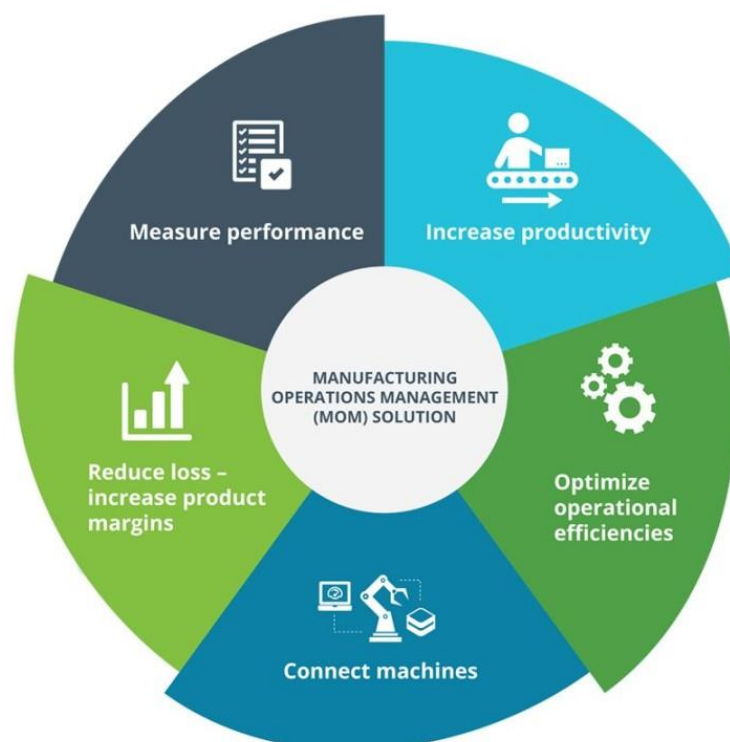 Measure performance
Increase productivity
MANUFACTURING
OPERATIONS MANAGEMENT
(MOM) SOLUTION
Reduce loss –
increase product
margins
Optimize
operational
efficiencies
Connect machines